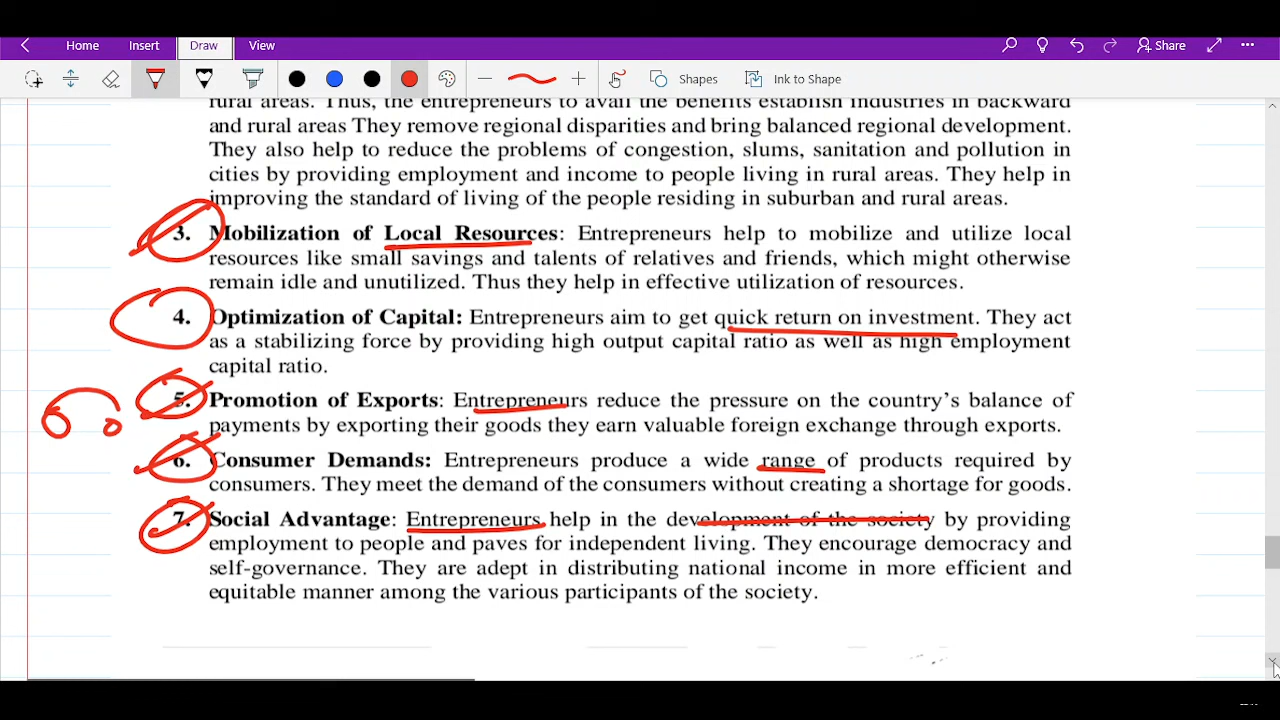 Home Insert Draw View Share
Shapes Ink to Shape
rural areas. Thus, the entrepreneurs to avail the benefits establish industries in backward
and rural areas They remove regional disparities and bring balanced regional development.
They also help to reduce the problems of congestion, slums, sanitation and pollution in
cities by providing employment and income to people living in rural areas. They help in
improving the standard of living of the people residing in suburban and rural areas.
3. Mobilization of Local Resources: Entrepreneurs help to mobilize and utilize local
resources like small savings and talents of relatives and friends, which might otherwise
remain idle and unutilized. Thus they help in effective utilization of resources.
4. Optimization of Capital: Entrepreneurs aim to get quick return on investment. They act
as a stabilizing force by providing high output capital ratio as well as high employment
capital ratio.
5. Promotion of Exports: Entrepreneurs reduce the pressure on the country’s balance of
payments by exporting their goods they earn valuable foreign exchange through exports.
6. Consumer Demands: Entrepreneurs produce a wide range of products required by
consumers. They meet the demand of the consumers without creating a shortage for goods.
7. Social Advantage: Entrepreneurs help in the development of the society by providing
employment to people and paves for independent living. They encourage democracy and
self-governance. They are adept in distributing national income in more efficient and
equitable manner among the various participants of the society.